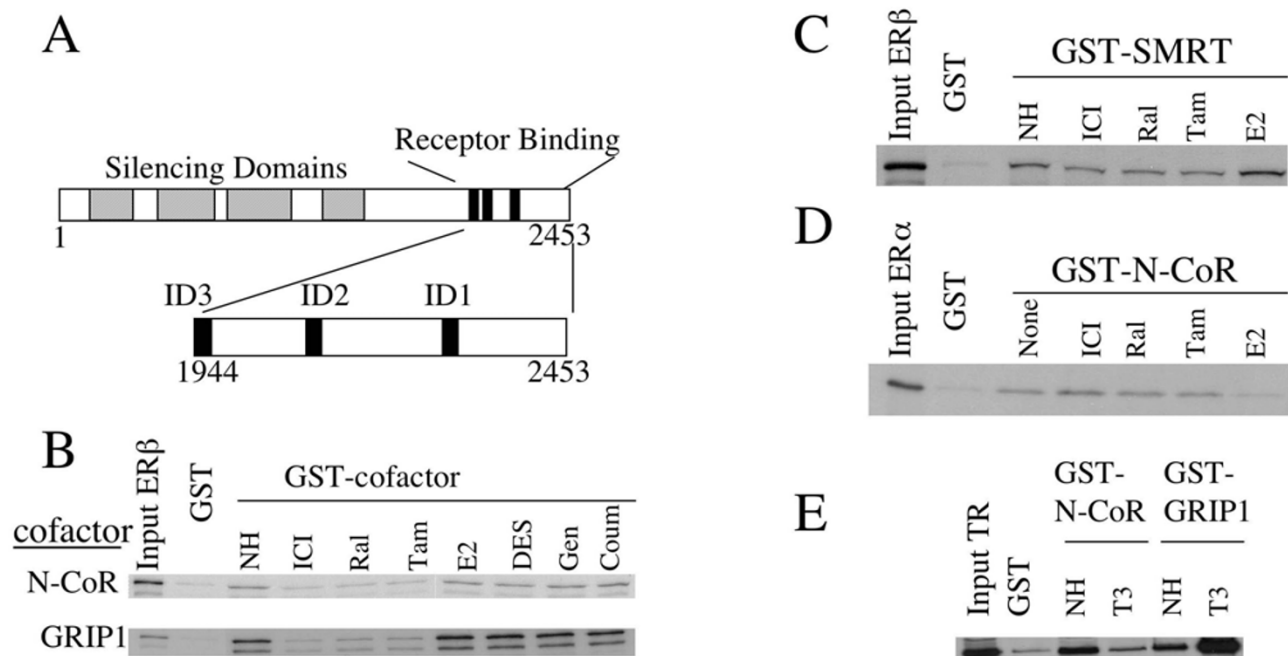 A
Silencing Domains
Receptor Binding
1
2453
ID3
ID2
ID1
1944
2453
B
cofactor
Input ERβ
GST
GST-cofactor
NH
ICI
Ral
Tam
E2
DES
Gen
Coum
N-CoR
GRIP1
C
Input ERβ
GST
GST-SMRT
NH
ICI
Ral
Tam
E2
D
Input ERα
GST
GST-N-CoR
None
ICI
Ral
Tam
E2
E
Input TR
GST
GST-
N-CoR
GST-
GRIP1
NH
T3
NH
T3